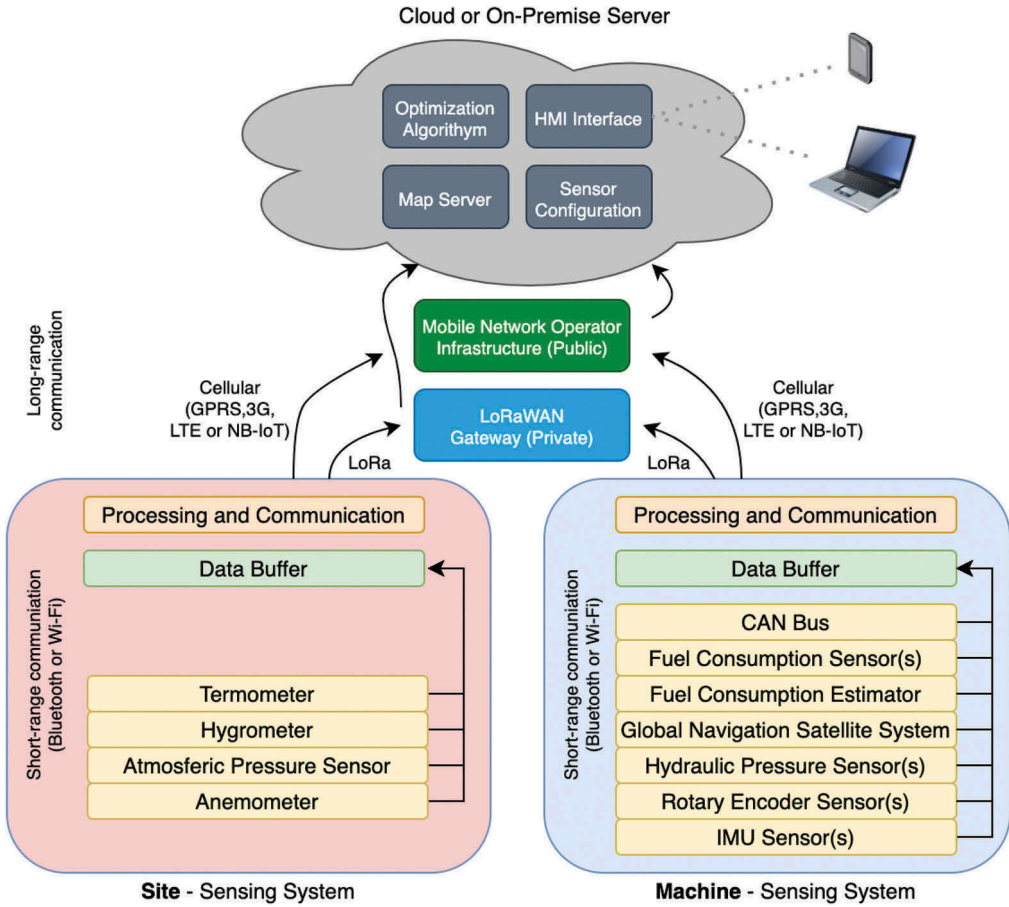 Cloud or On-Premise Server
Optimization
Algorithym
HMI Interface
Map Server
Sensor
Configuration
Long-range
communication
Mobile Network Operator
Infrastructure (Public)
Cellular
(GPRS,3G,
LTE or NB-IoT)
LoRaWAN
Gateway (Private)
Cellular
(GPRS,3G,
LTE or NB-IoT)
LoRa
LoRa
Short-range communiation
(Bluetooth or Wi-Fi)
Processing and Communication
Data Buffer
Termometer
Hygrometer
Atmosferic Pressure Sensor
Anemometer
Site - Sensing System
Short-range communiation
(Bluetooth or Wi-Fi)
Processing and Communication
Data Buffer
CAN Bus
Fuel Consumption Sensor(s)
Fuel Consumption Estimator
Global Navigation Satellite System
Hydraulic Pressure Sensor(s)
Rotary Encoder Sensor(s)
IMU Sensor(s)
Machine - Sensing System